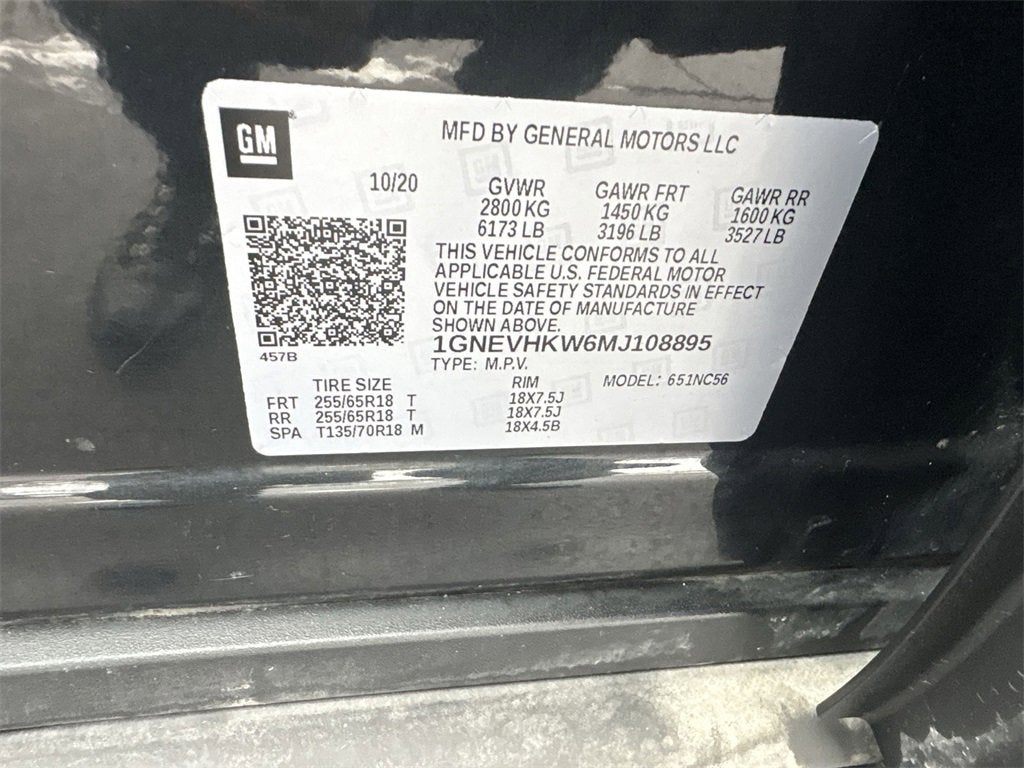 GM
MFD BY GENERAL MOTORS LLC
10/20
GVWR GAWR FRT GAWR RR
2800 KG 1450 KG 1600 KG
6173 LB 3196 LB 3527 LB
THIS VEHICLE CONFORMS TO ALL
APPLICABLE U.S. FEDERAL MOTOR
VEHICLE SAFETY STANDARDS IN EFFECT
ON THE DATE OF MANUFACTURE
SHOWN ABOVE.
457B
1GNEVHKW6MJ108895
TYPE: M.P.V.
TIRE SIZE RIM MODEL: 651NC56
FRT 255/65R18 T 18X7.5J
RR 255/65R18 T 18X7.5J
SPA T135/70R18 M 18X4.5B